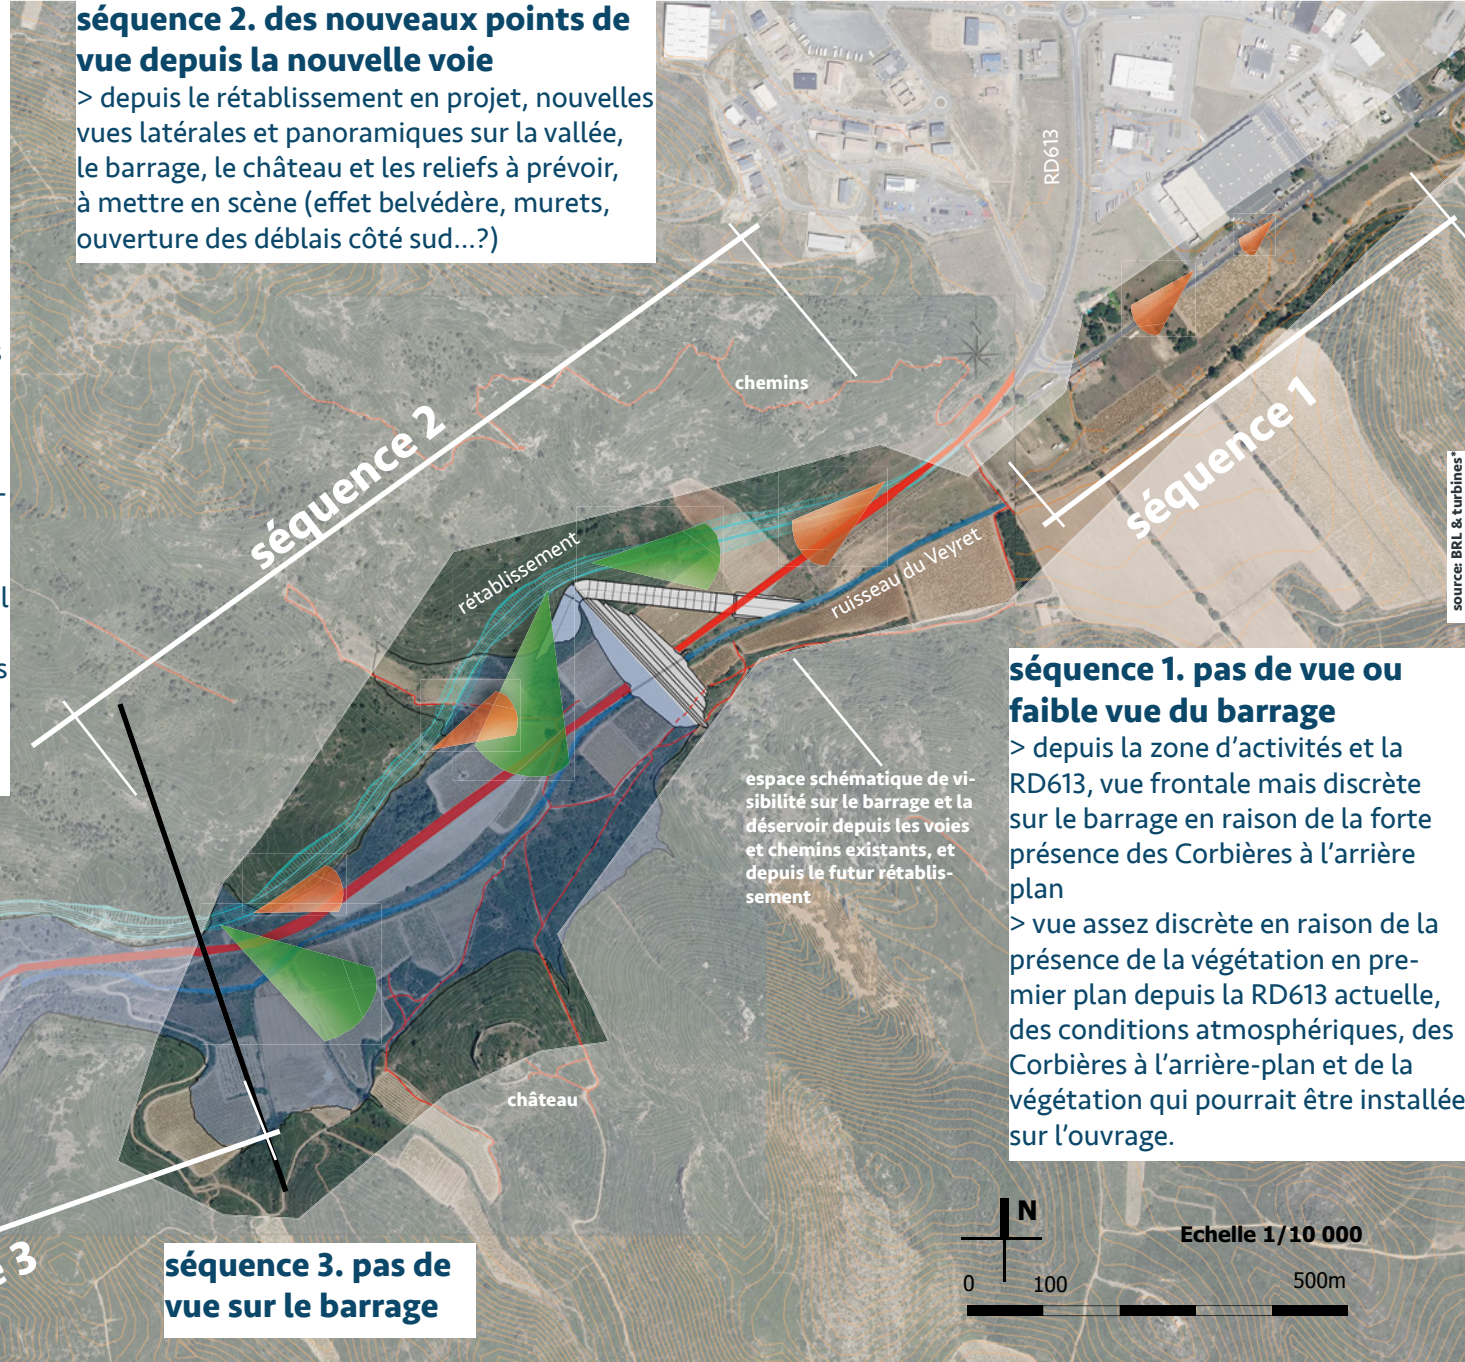 séquence 2. des nouveaux points de
vue depuis la nouvelle voie
> depuis le rétablissement en projet, nouvelles
vues latérales et panoramiques sur la vallée,
le barrage, le château et les reliefs à prévoir,
à mettre en scène (effet belvédère, murets,
ouverture des déblais côté sud...?)
RD613
chemins
séquence 2
séquence 1
source: BRL & turbines*
rétablissement
ruisseau du Veyret
espace schématique de vi-
sibilité sur le barrage et la
déservoir depuis les voies
et chemins existants, et
depuis le futur rétablis-
sement
séquence 1. pas de vue ou
faible vue du barrage
> depuis la zone d'activités et la
RD613, vue frontale mais discrète
sur le barrage en raison de la forte
présence des Corbières à l'arrière
plan
> vue assez discrète en raison de la
présence de la végétation en pre-
mier plan depuis la RD613 actuelle,
des conditions atmosphériques, des
Corbières à l'arrière-plan et de la
végétation qui pourrait être installée
sur l'ouvrage.
château
3
séquence 3. pas de
vue sur le barrage
N
Echelle 1/10 000
0 100 500m